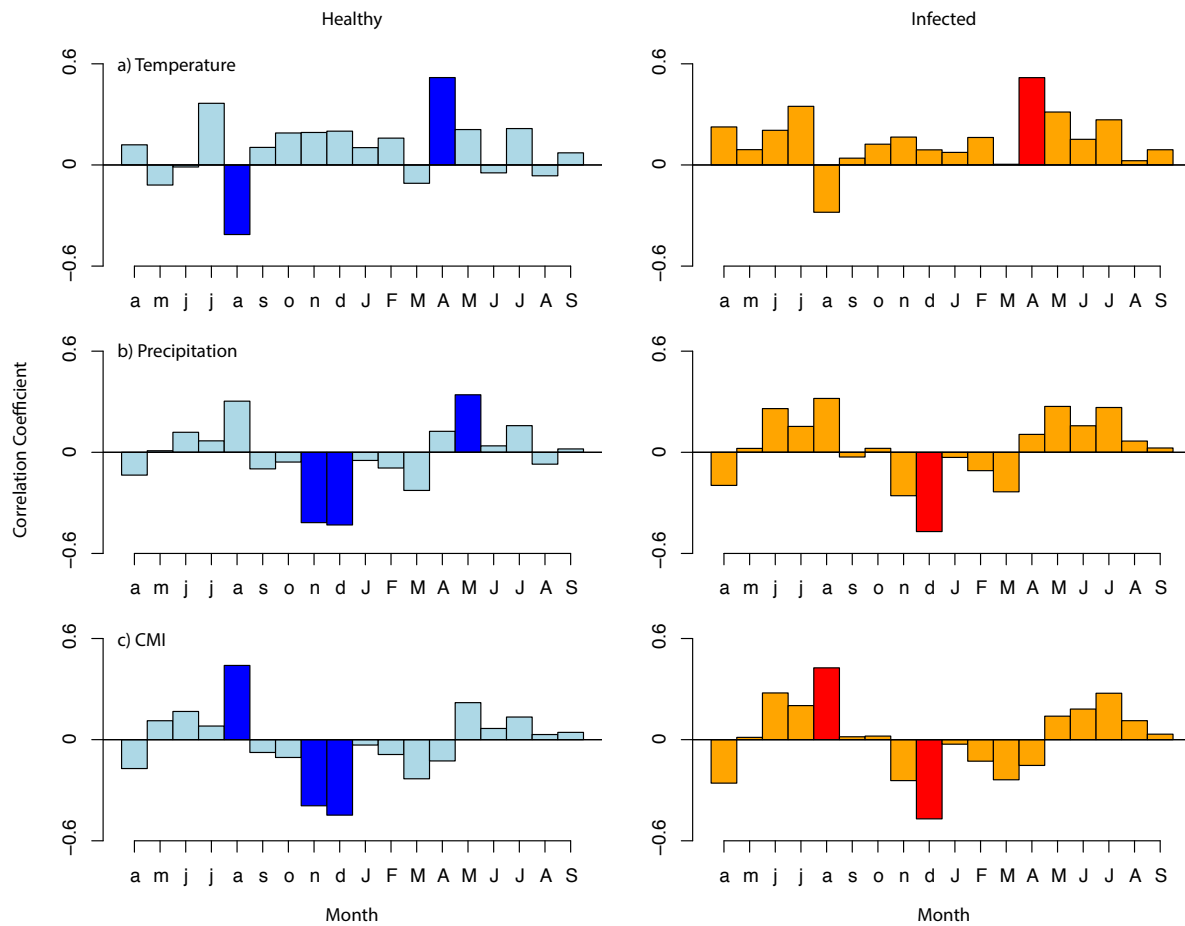 Healthy Infected
a) Temperature
0.6 0 −0.6
0.6 0 −0.6
a m j j a s o n d J F M A M J J A S
a m j j a s o n d J F M A M J J A S
b) Precipitation
0.6 0 −0.6
0.6 0 −0.6
a m j j a s o n d J F M A M J J A S
a m j j a s o n d J F M A M J J A S
Correlation Coefficient
c) CMI
0.6 0 −0.6
0.6 0 −0.6
a m j j a s o n d J F M A M J J A S
a m j j a s o n d J F M A M J J A S
Month Month